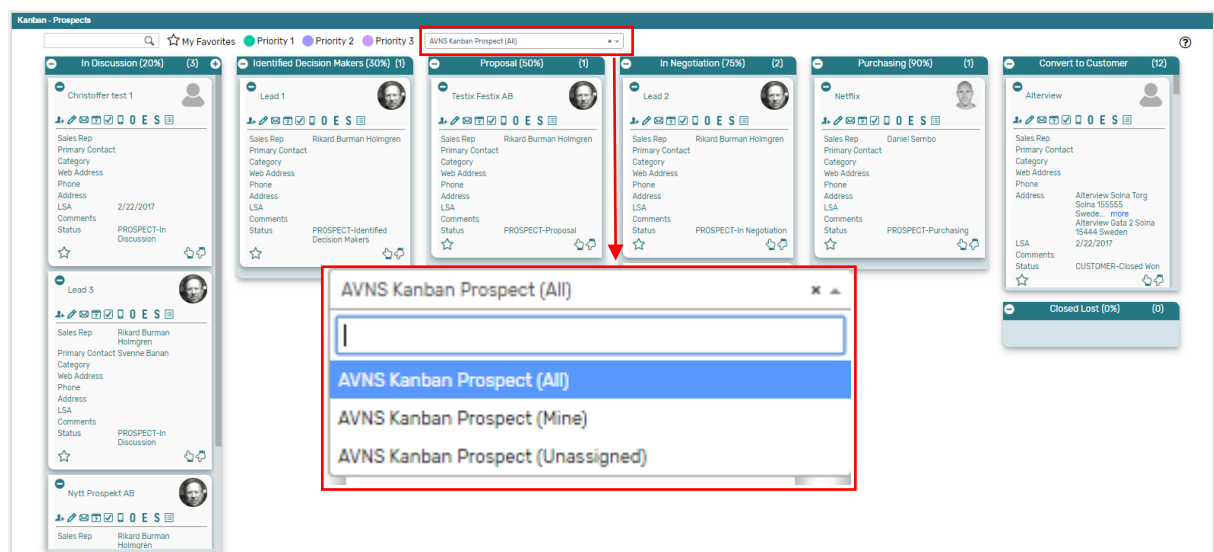 Kanban - Prospects
My Favorites Priority 1 Priority 2 Priority 3 AVNS Kanban Prospect (All)
In Discussion (20%) (3)
Christoffer test 1
O E S
Sales Rep
Primary Contact
Category
Web Address
Phone
Address
LSA 2/22/2017
Comments
Status PROSPECT-In
Discussion
Lead 3
O E S
Sales Rep Rikard Burman
Holmgren
Primary Contact Svenne Banan
Category
Web Address
Phone
Address
LSA
Comments
Status PROSPECT-In
Discussion
Nytt Prospekt AB
O E S
Sales Rep Rikard Burman
Holmgren
Identified Decision Makers (30%) (1)
Lead 1
O E S
Sales Rep Rikard Burman Holmgren
Primary Contact
Category
Web Address
Phone
Address
LSA
Comments
Status PROSPECT-Identified
Decision Makers
Proposal (50%) (1)
Testix Festix AB
O E S
Sales Rep Rikard Burman Holmgren
Primary Contact
Category
Web Address
Phone
Address
LSA
Comments
Status PROSPECT-Proposal
In Negotiation (75%) (2)
Lead 2
O E S
Sales Rep Rikard Burman Holmgren
Primary Contact
Category
Web Address
Phone
Address
LSA
Comments
Status PROSPECT-In Negotiation
Purchasing (90%) (1)
Netflix
O E S
Sales Rep Daniel Sernbo
Primary Contact
Category
Web Address
Phone
Address
LSA
Comments
Status PROSPECT-Purchasing
Convert to Customer (12)
Alterview
O E S
Sales Rep
Primary Contact
Category
Web Address
Phone
Address Alterview Solna Torg
Solna 155555
Swede... more
Alterview Gata 2 Solna
15444 Sweden
LSA 2/22/2017
Comments
Status CUSTOMER-Closed Won
Closed Lost (0%) (0)
AVNS Kanban Prospect (All)
AVNS Kanban Prospect (All)
AVNS Kanban Prospect (Mine)
AVNS Kanban Prospect (Unassigned)